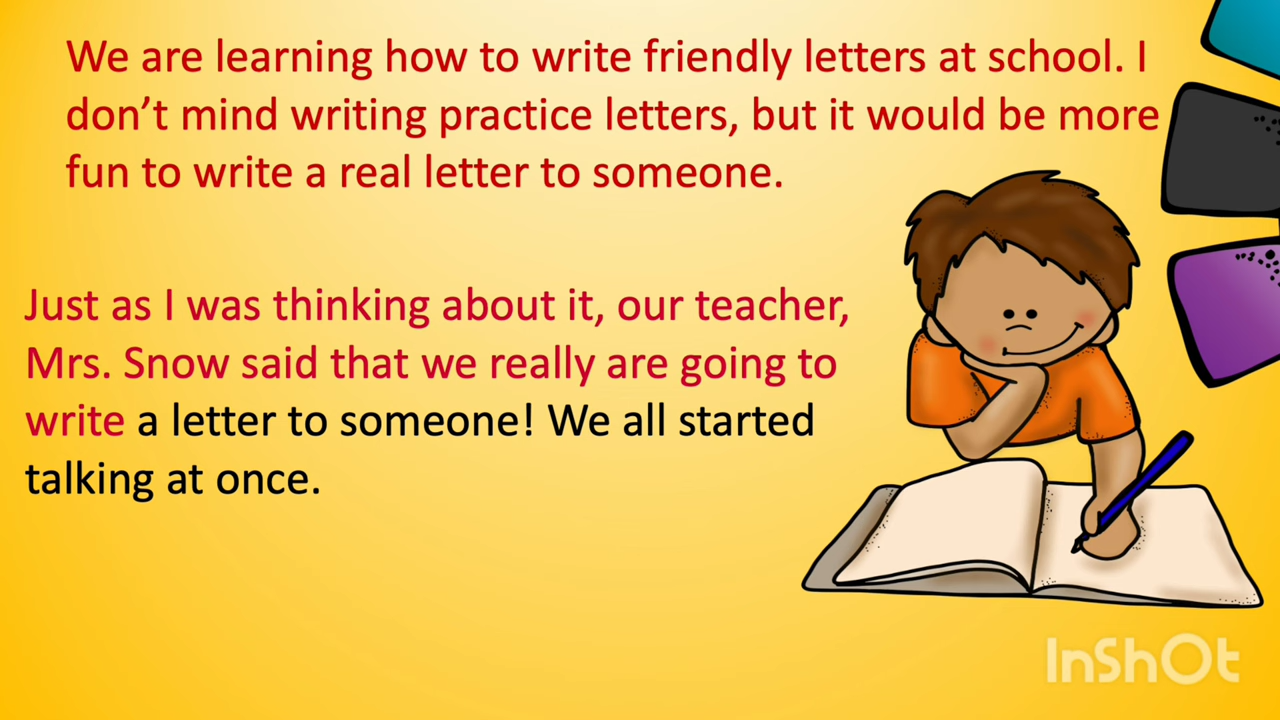 We are learning how to write friendly letters at school. I
don’t mind writing practice letters, but it would be more
fun to write a real letter to someone.
Just as I was thinking about it, our teacher,
Mrs. Snow said that we really are going to
write a letter to someone! We all started
talking at once.
InShOt